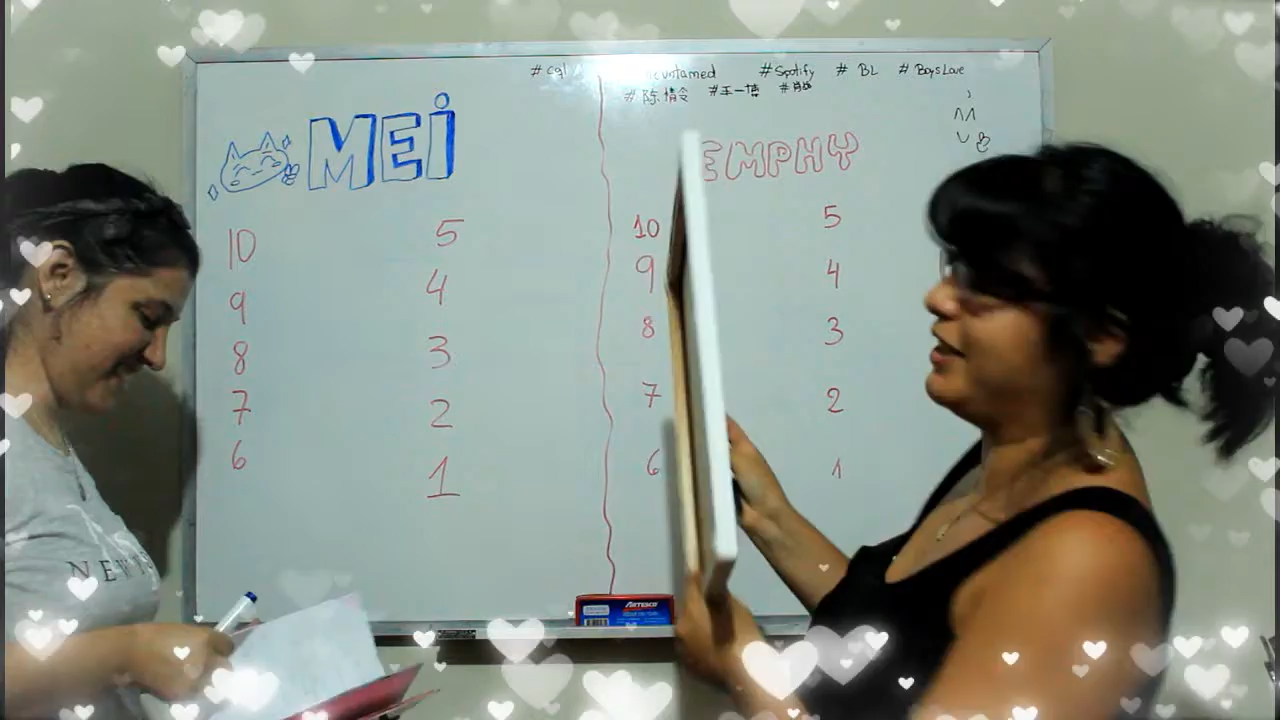 #cql
untamed
#Spotify
# BL
# BoysLove
#陈情令
#王一博
#肖战
MEi
EMPHY
10 5
9 4
8 3
7 2
6 1
10 5
9 4
8 3
7 2
6 1
ARTESCO
NEW